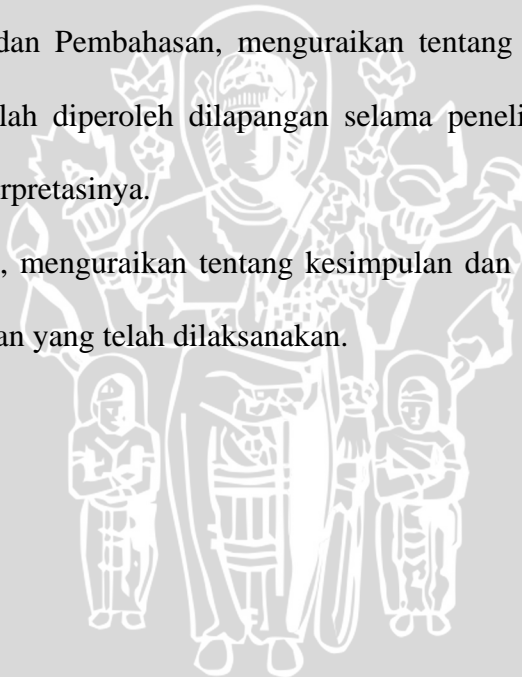 dan Pembahasan, menguraikan tentang
lah diperoleh dilapangan selama peneli
rpretasinya.
, menguraikan tentang kesimpulan dan
an yang telah dilaksanakan.